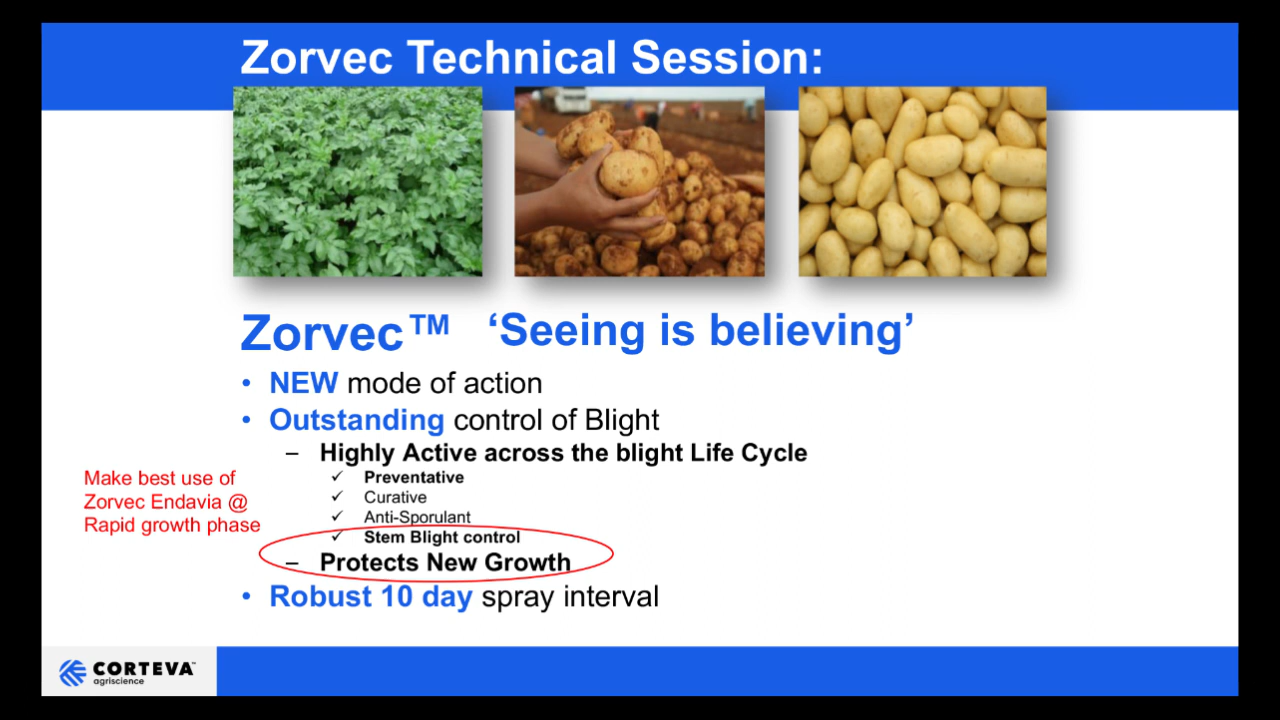 Zorvec Technical Session:
Zorvec™ ‘Seeing is believing’
• NEW mode of action
• Outstanding control of Blight
– Highly Active across the blight Life Cycle
✓ Preventative
✓ Curative
✓ Anti-Sporulant
✓ Stem Blight control
– Protects New Growth
• Robust 10 day spray interval
Make best use of
Zorvec Endavia @
Rapid growth phase
CORTEVA™
agriscience